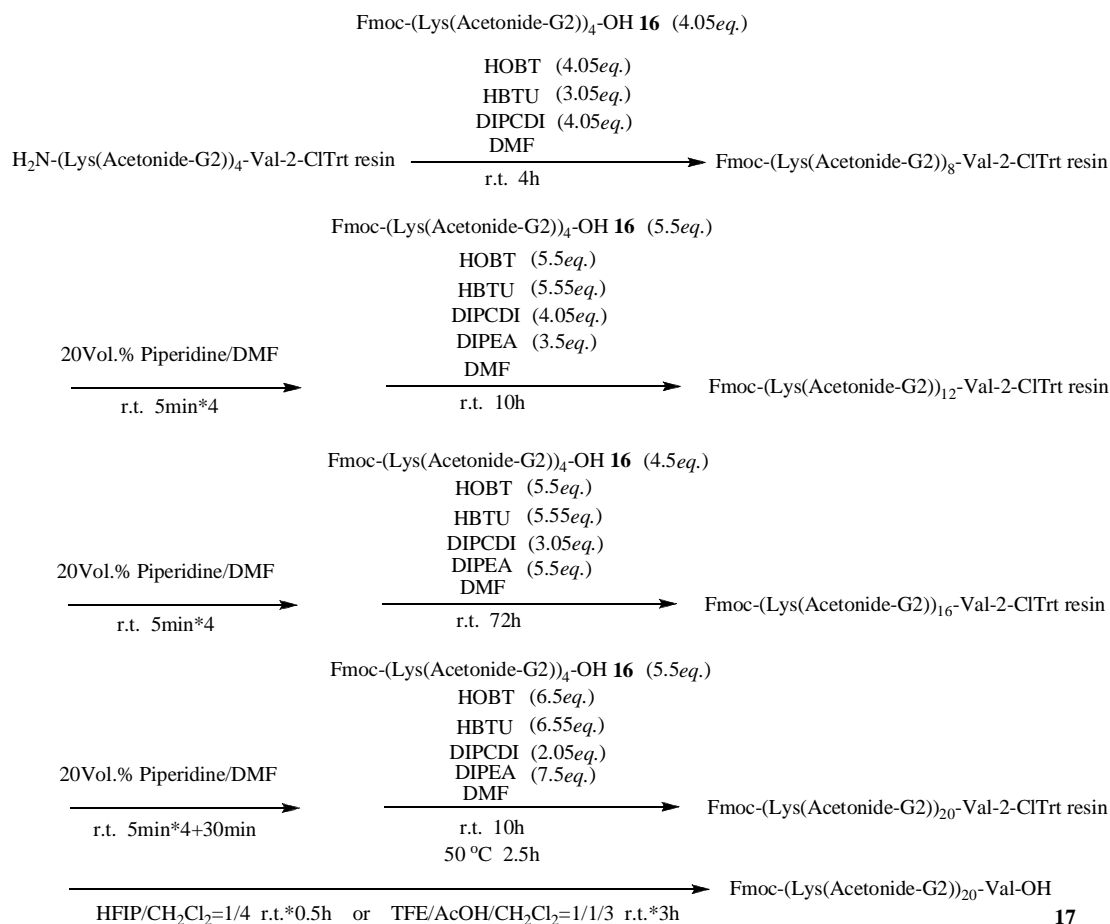 Fmoc-(Lys(Acetonide-G2))4-OH 16 (4.05eq.)
HOBT (4.05eq.)
HBTU (3.05eq.)
DIPCDI (4.05eq.)
DMF
H2N-(Lys(Acetonide-G2))4-Val-2-ClTrt resin
r.t. 4h
Fmoc-(Lys(Acetonide-G2))8-Val-2-ClTrt resin
Fmoc-(Lys(Acetonide-G2))4-OH 16 (5.5eq.)
HOBT (5.5eq.)
HBTU (5.55eq.)
DIPCDI (4.05eq.)
DIPEA (3.5eq.)
DMF
20Vol.% Piperidine/DMF
r.t. 5min*4
r.t. 10h
Fmoc-(Lys(Acetonide-G2))12-Val-2-ClTrt resin
Fmoc-(Lys(Acetonide-G2))4-OH 16 (4.5eq.)
HOBT (5.5eq.)
HBTU (5.55eq.)
DIPCDI (3.05eq.)
DIPEA (5.5eq.)
DMF
20Vol.% Piperidine/DMF
r.t. 5min*4
r.t. 72h
Fmoc-(Lys(Acetonide-G2))16-Val-2-ClTrt resin
Fmoc-(Lys(Acetonide-G2))4-OH 16 (5.5eq.)
HOBT (6.5eq.)
HBTU (6.55eq.)
DIPCDI (2.05eq.)
DIPEA (7.5eq.)
DMF
20Vol.% Piperidine/DMF
r.t. 5min*4+30min
r.t. 10h
50 °C 2.5h
Fmoc-(Lys(Acetonide-G2))20-Val-2-ClTrt resin
HFIP/CH2Cl2=1/4 r.t.*0.5h or TFE/AcOH/CH2Cl2=1/1/3 r.t.*3h
Fmoc-(Lys(Acetonide-G2))20-Val-OH
17